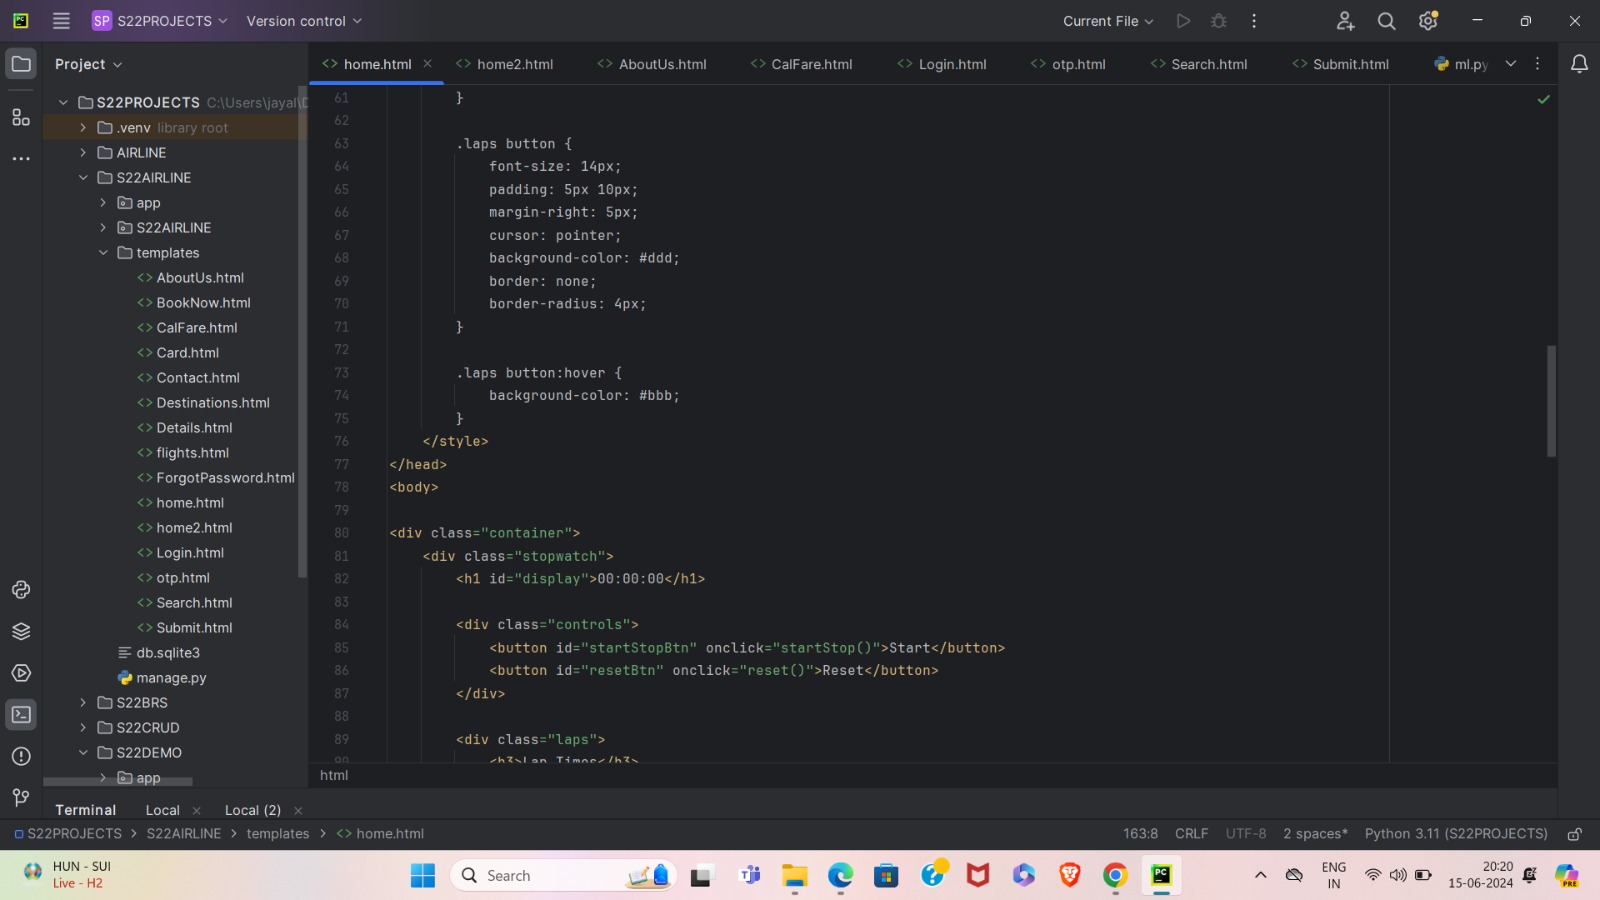 PC
SP S22PROJECTS Version control
Current File
Project
home.html
home2.html
AboutUs.html
CalFare.html
Login.html
otp.html
Search.html
Submit.html
ml.py
S22PROJECTS C:\Users\jayal\
.venv library root
AIRLINE
S22AIRLINE
app
S22AIRLINE
templates
AboutUs.html
BookNow.html
CalFare.html
Card.html
Contact.html
Destinations.html
Details.html
flights.html
ForgotPassword.html
home.html
home2.html
Login.html
otp.html
Search.html
Submit.html
db.sqlite3
manage.py
S22BRS
S22CRUD
S22DEMO
app
61 }
62
63 .laps button {
64 font-size: 14px;
65 padding: 5px 10px;
66 margin-right: 5px;
67 cursor: pointer;
68 background-color: #ddd;
69 border: none;
70 border-radius: 4px;
71 }
72
73 .laps button:hover {
74 background-color: #bbb;
75 }
76 </style>
77 </head>
78 <body>
79
80 <div class="container">
81 <div class="stopwatch">
82 <h1 id="display">00:00:00</h1>
83
84 <div class="controls">
85 <button id="startStopBtn" onclick="startStop()">Start</button>
86 <button id="resetBtn" onclick="reset()">Reset</button>
87 </div>
88
89 <div class="laps">
90 <h3>Lap Times</h3>
html
Terminal Local Local (2)
S22PROJECTS > S22AIRLINE > templates > <> home.html
163:8 CRLF UTF-8 2 spaces* Python 3.11 (S22PROJECTS)
HUN - SUI
Live - H2
Search
PC
ENG
IN
20:20
15-06-2024
PRE